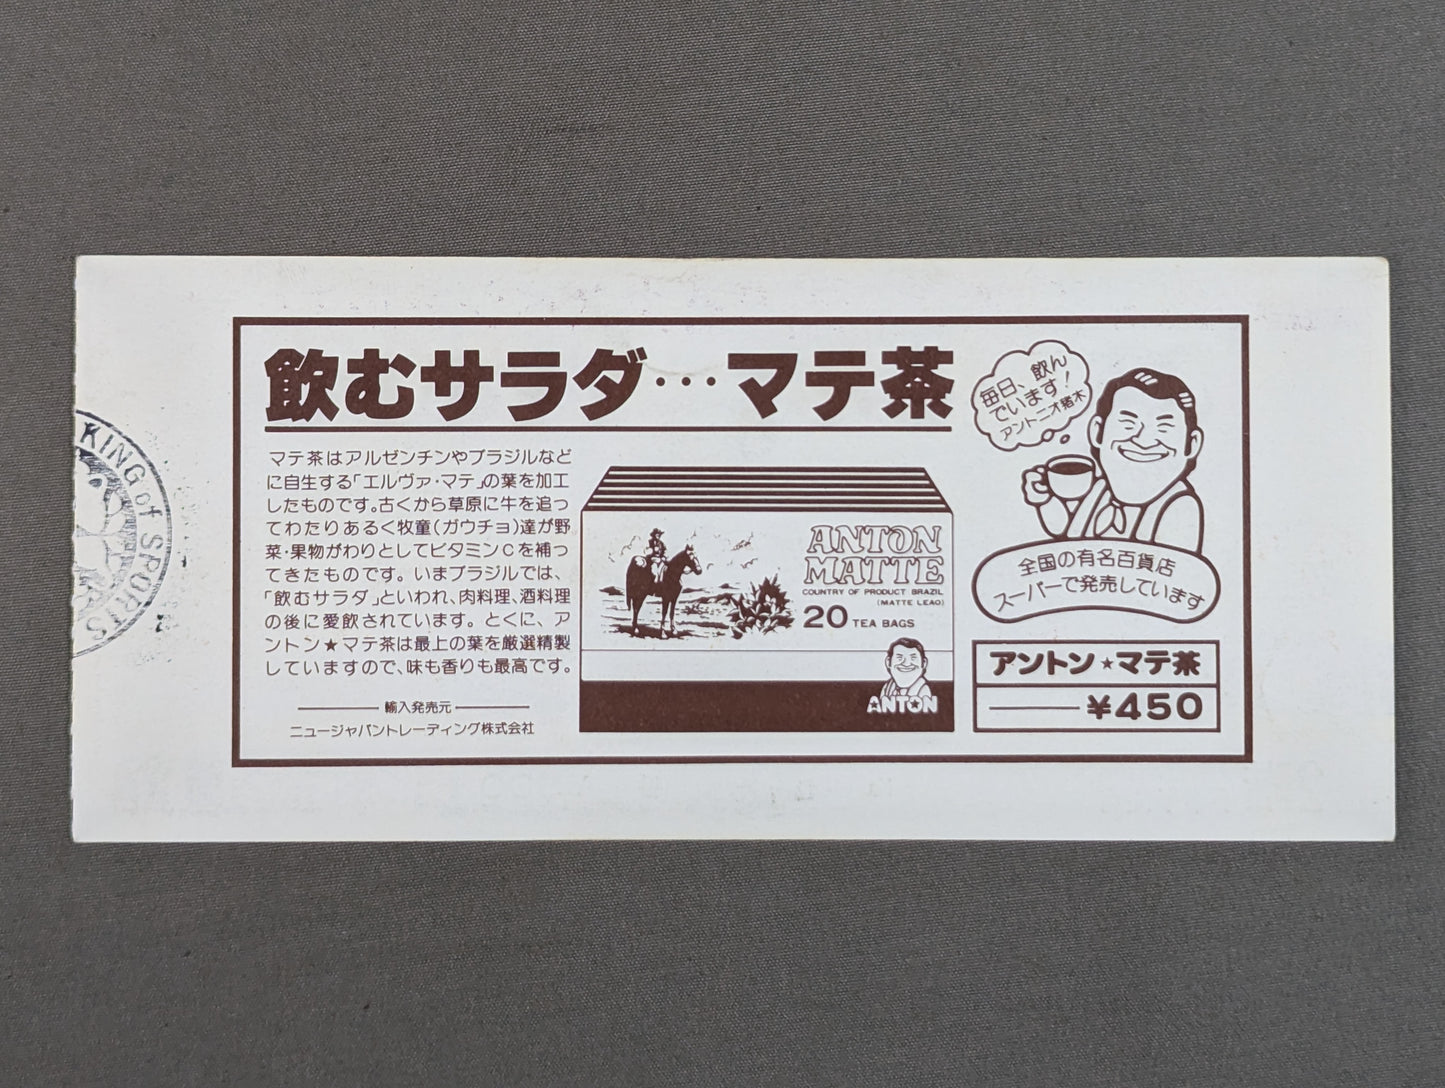 飲むサラダ…マテ茶
マテ茶はアルゼンチンやブラジルなど
に自生する「エルヴァ・マテ」の葉を加工
したものです。古くから草原に牛を追っ
てわたりあるく牧童(ガウチョ)達が野
菜・果物がわりとしてビタミンCを補っ
てきたものです。いまブラジルでは、
「飲むサラダ」といわれ、肉料理、酒料理
の後に愛飲されています。とくに、ア
ントン★マテ茶は最上の葉を厳選精製
していますので、味も香りも最高です。
輸入発売元
ニュージャパントレーディング株式会社
ANTON
MATTE
COUNTRY OF PRODUCT BRAZIL
(MATTE LEAO)
20 TEA BAGS
ANTON
毎日、飲ん
でいます!
アントニオ猪木
全国の有名百貨店
スーパーで発売しています
アントン★マテ茶
¥450
KING of SPORTS